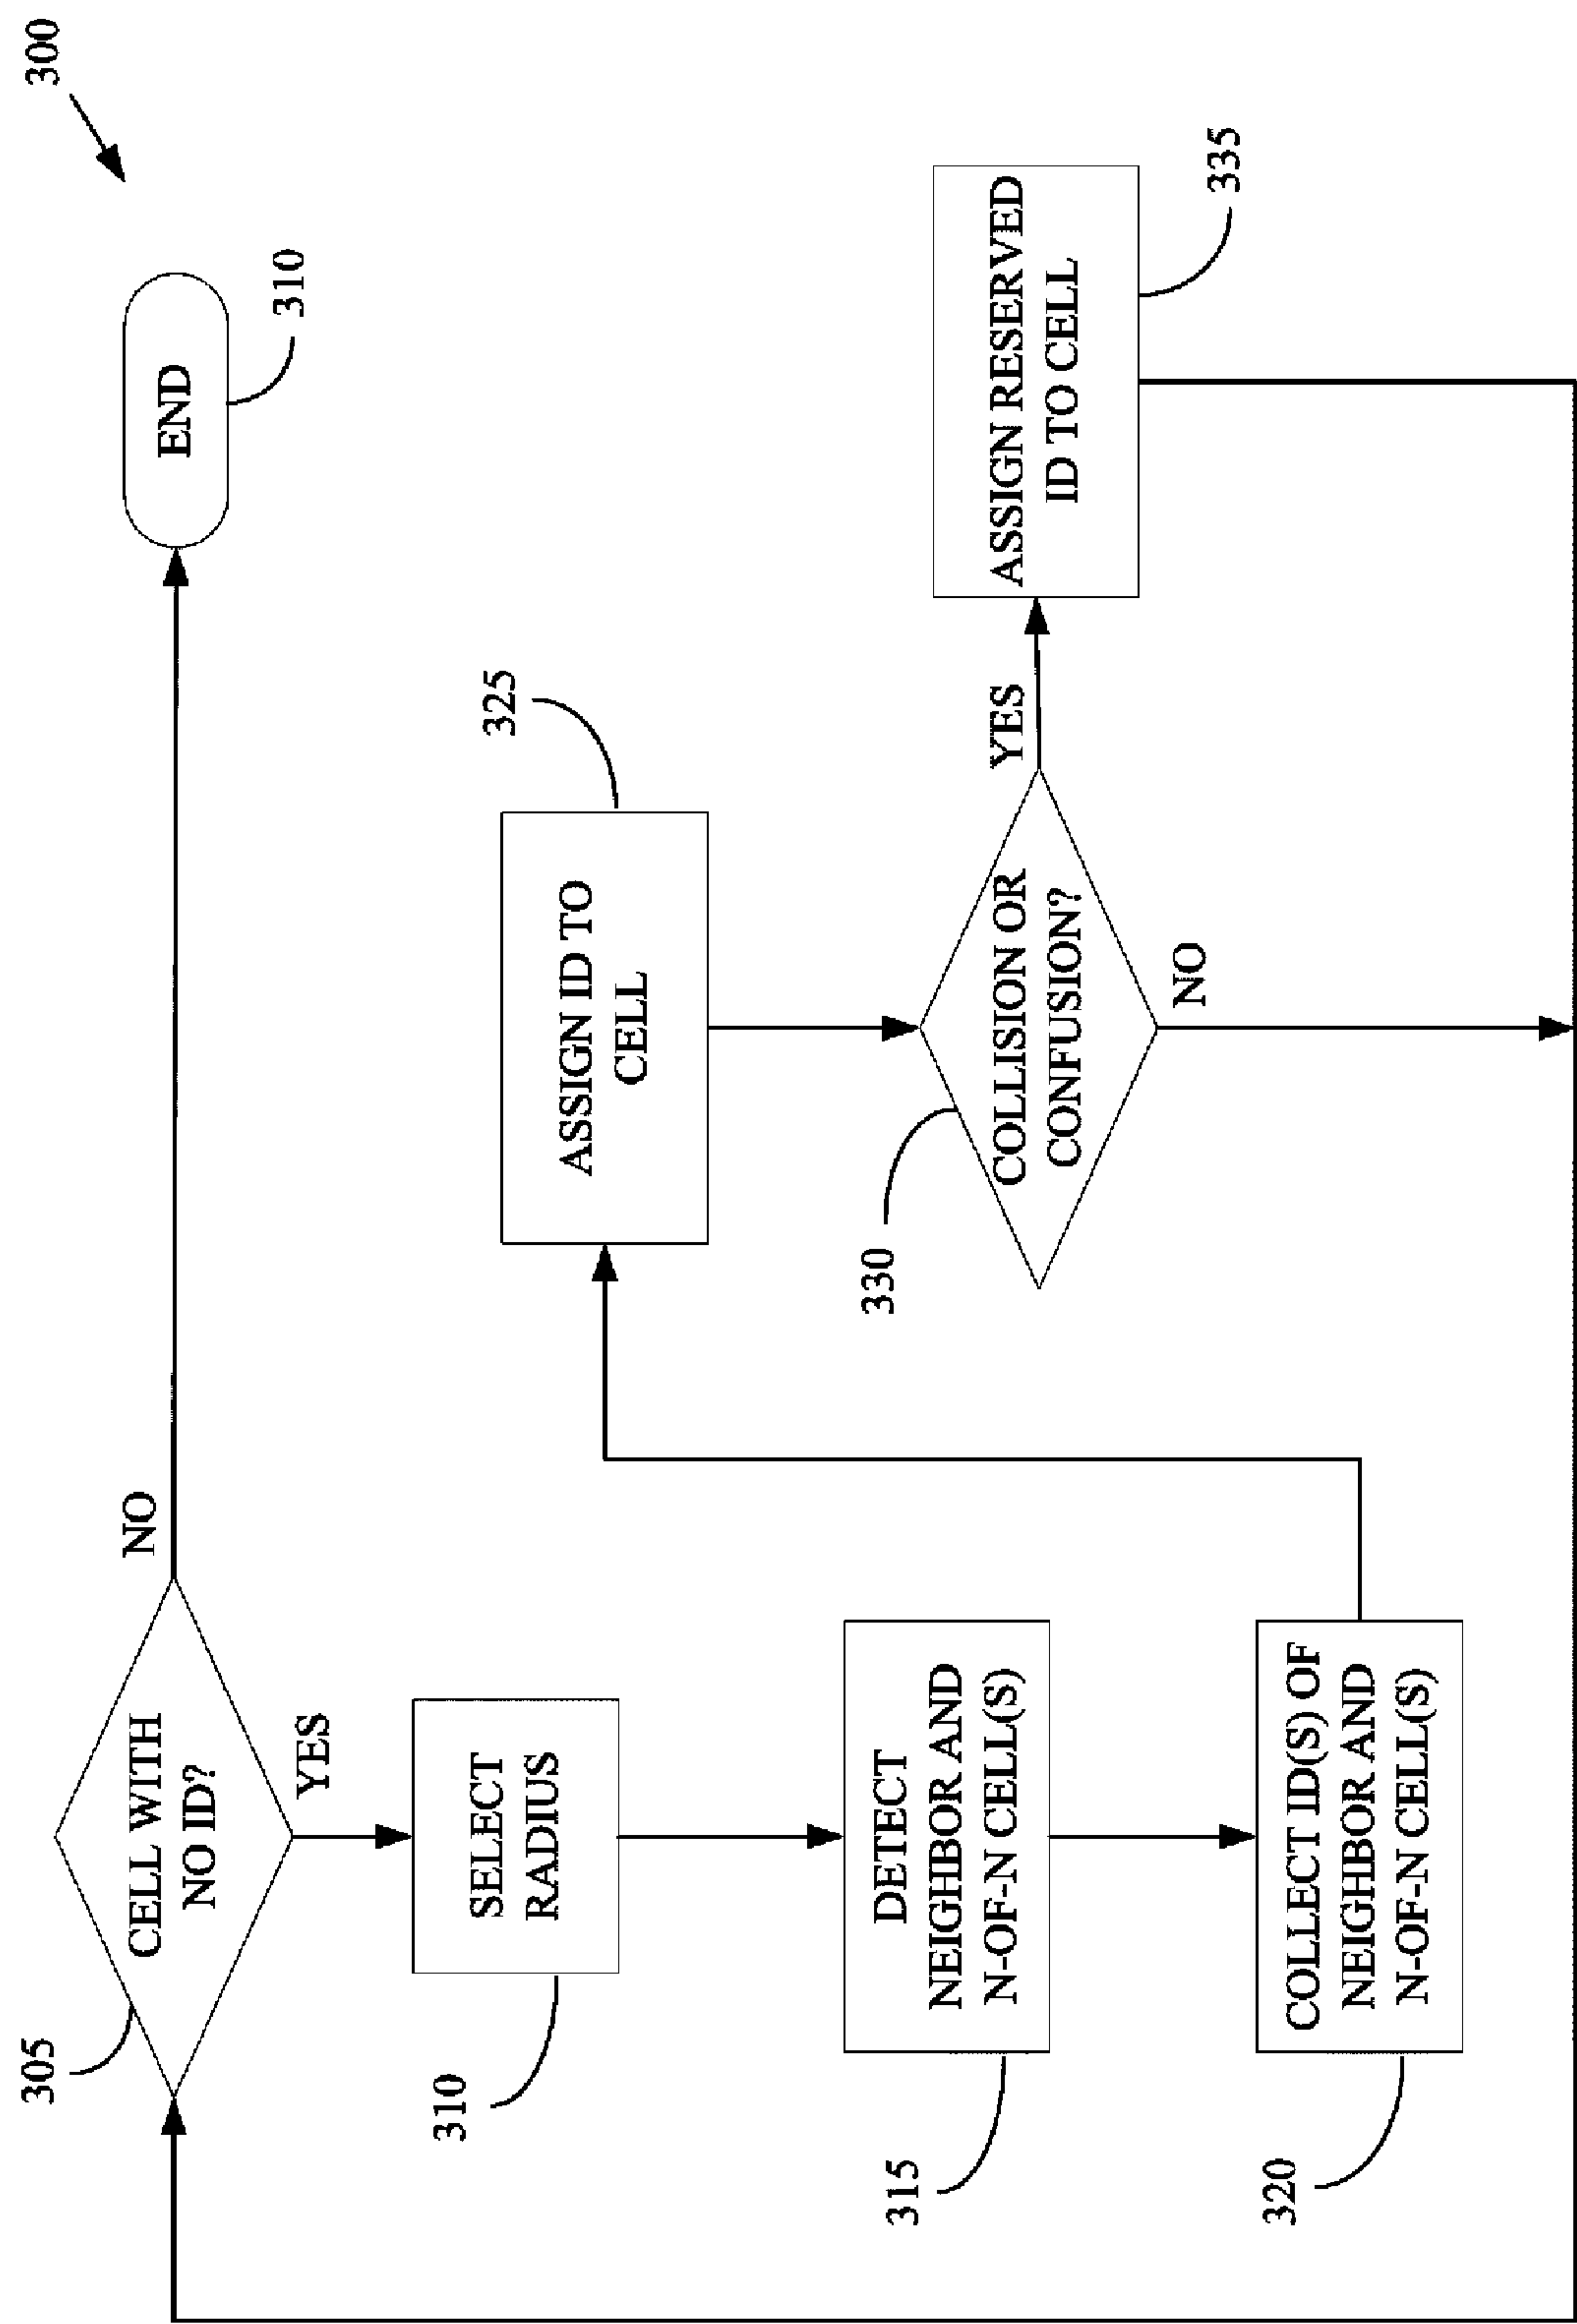 300
305
CELL WITH
NO ID?
NO
END
310
YES
310
SELECT
RADIUS
315
DETECT
NEIGHBOR AND
N-OF-N CELL(S)
320
COLLECT ID(S) OF
NEIGHBOR AND
N-OF-N CELL(S)
325
ASSIGN ID TO
CELL
330
COLLISION OR
CONFUSION?
YES
NO
ASSIGN RESERVED
ID TO CELL
335